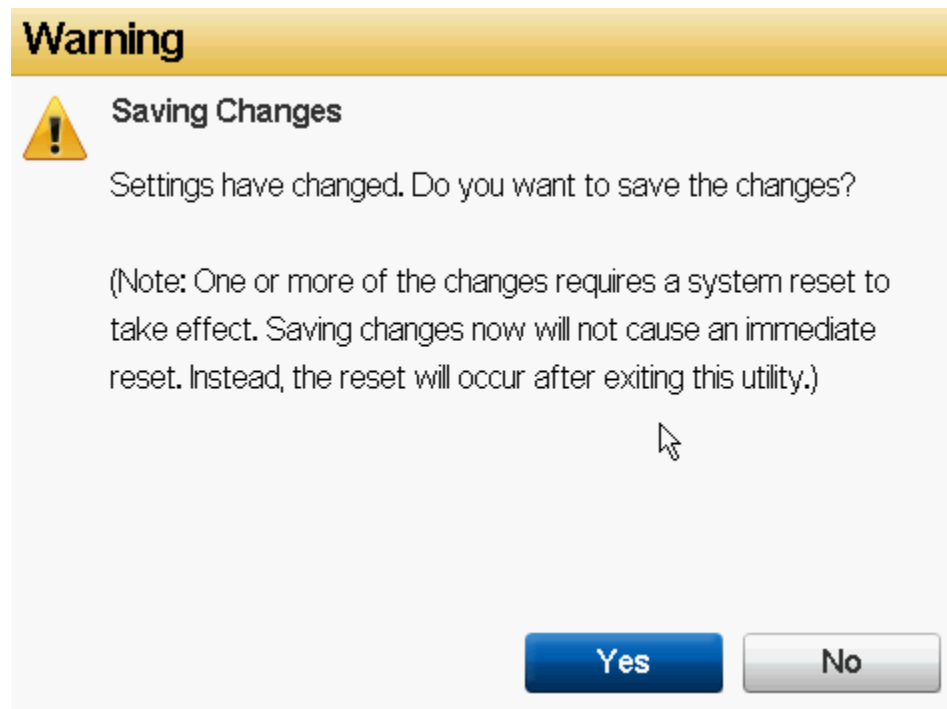 Warning
Saving Changes
Settings have changed. Do you want to save the changes?
(Note: One or more of the changes requires a system reset to
take effect. Saving changes now will not cause an immediate
reset. Instead, the reset will occur after exiting this utility.)
Yes No